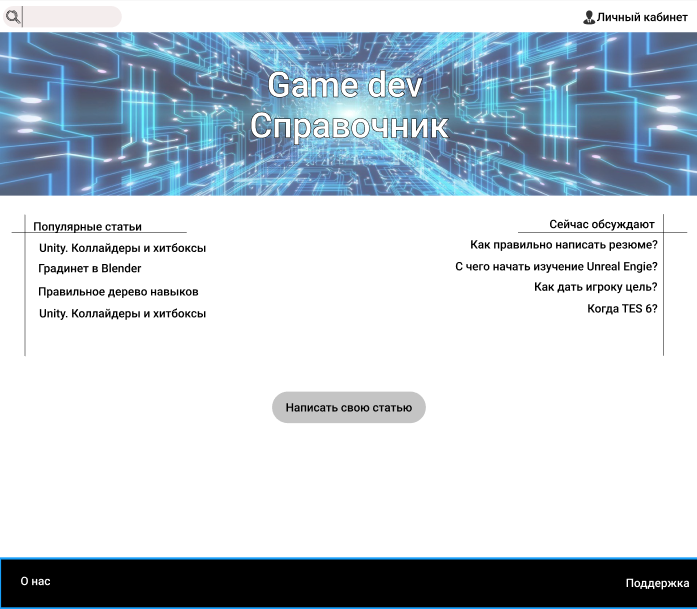 Личный кабинет
Game dev
Справочник
Популярные статьи
Unity. Коллайдеры и хитбоксы
Градинет в Blender
Правильное дерево навыков
Unity. Коллайдеры и хитбоксы
Сейчас обсуждают
Как правильно написать резюме?
С чего начать изучение Unreal Engie?
Как дать игроку цель?
Когда TES 6?
Написать свою статью
О нас
Поддержка